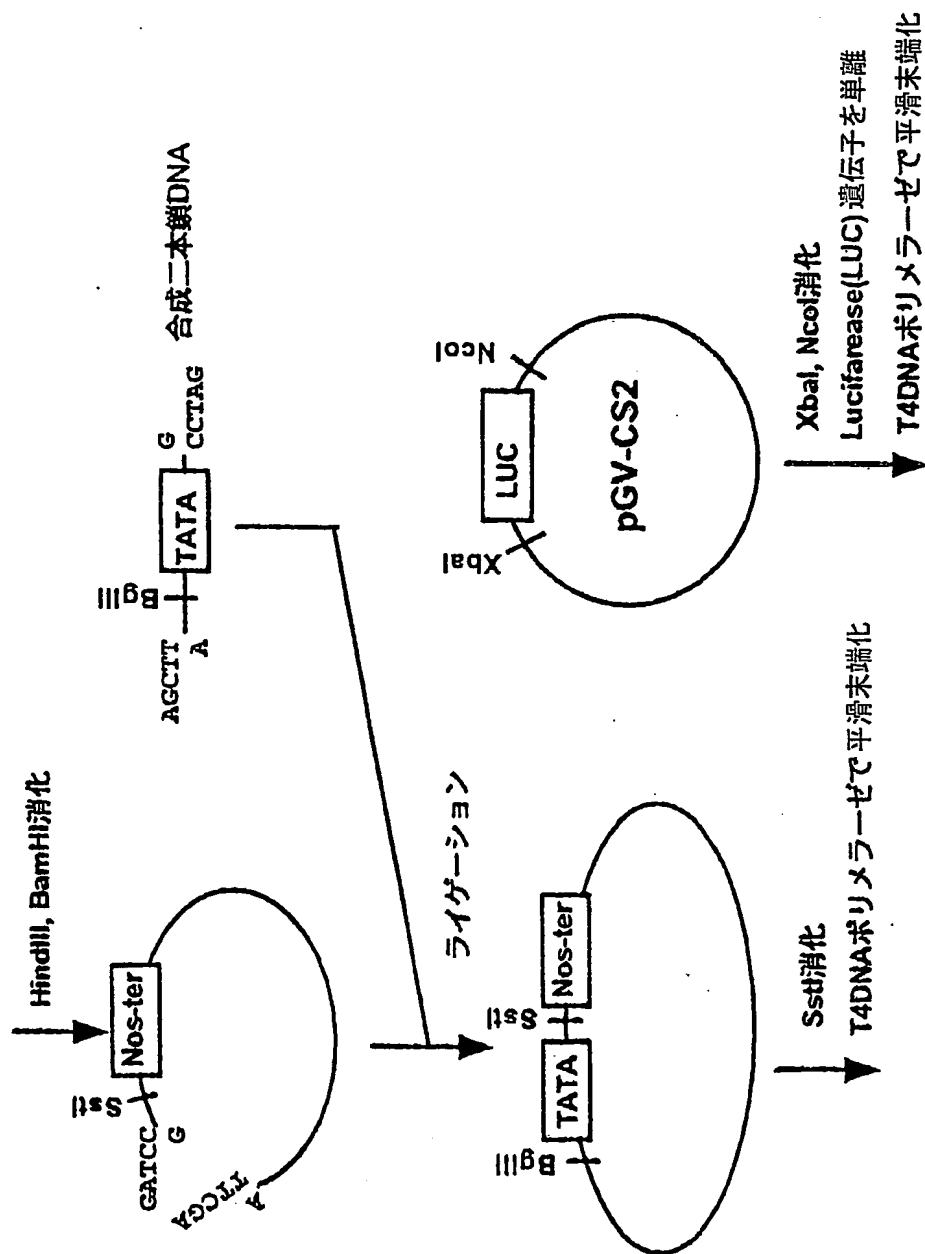 HindIII, BamHI消化
GATCC
G
SstI
Nos-ter
TTCGA
A
AGCTT
A
BglII
TATA
G
CCTAG
合成二本鎖DNA
ライゲーション
BglII
TATA
SstI
Nos-ter
XbaI
LUC
NcoI
pGV-CS2
SstI消化
T4DNAポリメラーゼで平滑末端化
XbaI, NcoI消化
Lucifarease(LUC)遺伝子を単離
T4DNAポリメラーゼで平滑末端化